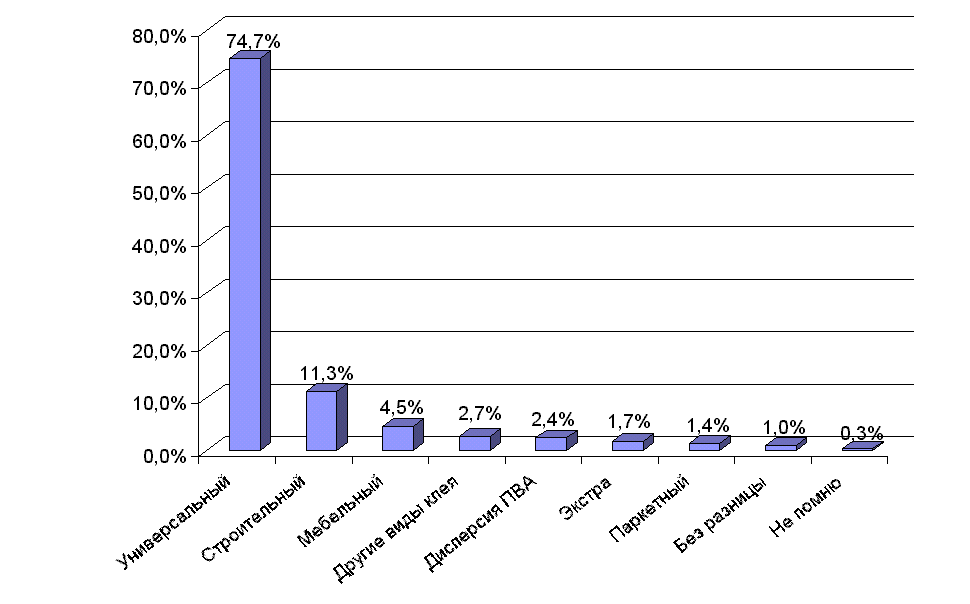 80,0%
70,0%
60,0%
50,0%
40,0%
30,0%
20,0%
10,0%
0,0%
74,7%
11,3%
4,5%
2,7%
2,4%
1,7%
1,4%
1,0%
0,3%
Универсальный
Строительный
Мебельный
Другие виды клея
Дисперсия ПВА
Экстра
Паркетный
Без разницы
Не помню